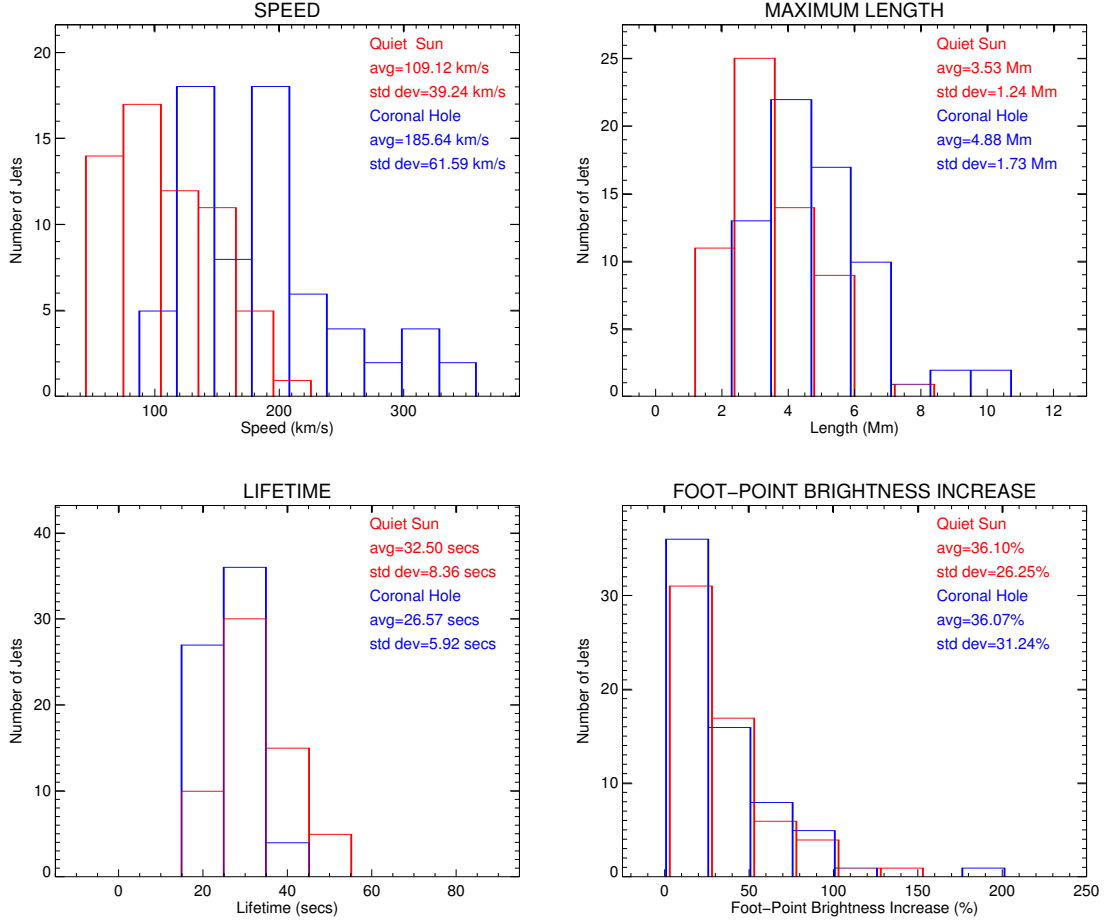 SPEED
Quiet Sun
avg=109.12 km/s
std dev=39.24 km/s
Coronal Hole
avg=185.64 km/s
std dev=61.59 km/s
Number of Jets
20
15
10
5
0
100 200 300
Speed (km/s)
MAXIMUM LENGTH
Quiet Sun
avg=3.53 Mm
std dev=1.24 Mm
Coronal Hole
avg=4.88 Mm
std dev=1.73 Mm
Number of Jets
25
20
15
10
5
0
0 2 4 6 8 10 12
Length (Mm)
LIFETIME
Quiet Sun
avg=32.50 secs
std dev=8.36 secs
Coronal Hole
avg=26.57 secs
std dev=5.92 secs
Number of Jets
40
30
20
10
0
0 20 40 60 80
Lifetime (secs)
FOOT−POINT BRIGHTNESS INCREASE
Quiet Sun
avg=36.10%
std dev=26.25%
Coronal Hole
avg=36.07%
std dev=31.24%
Number of Jets
30
20
10
0
0 50 100 150 200 250
Foot−Point Brightness Increase (%)